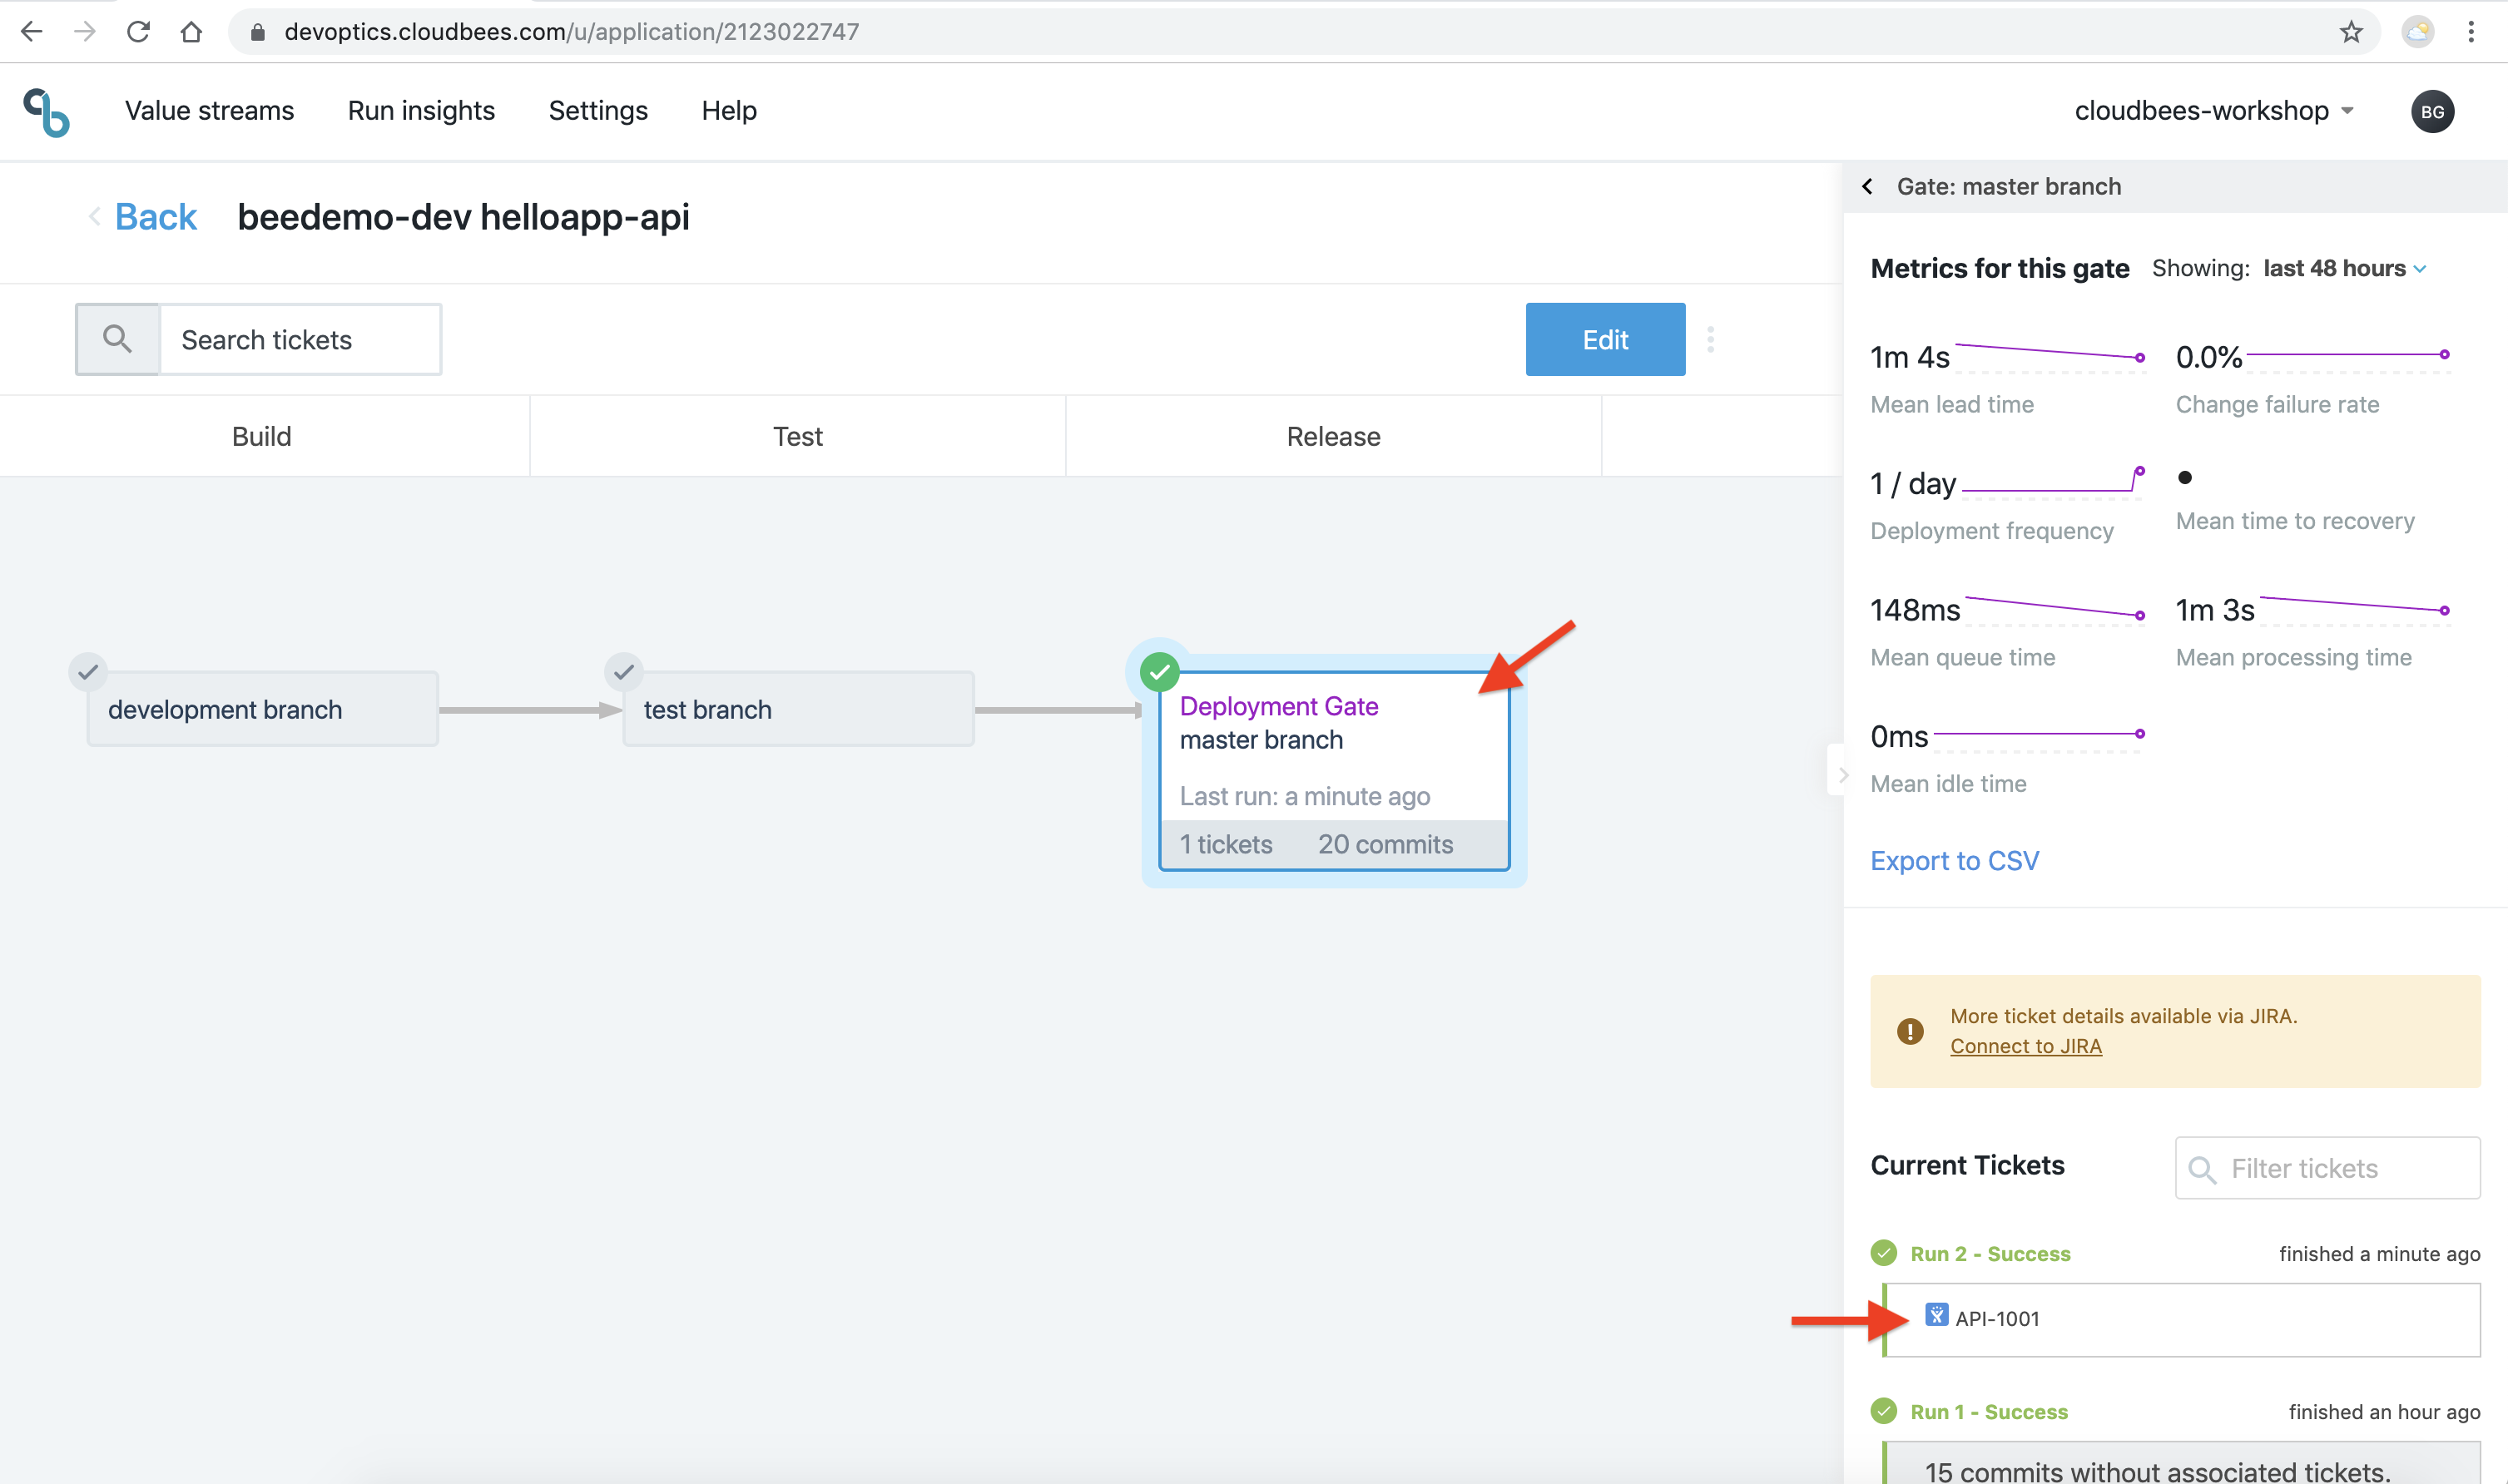 devoptics.cloudbees.com/u/application/2123022747
Value streams
Run insights
Settings
Help
cloudbees-workshop
BG
Back
beedemo-dev helloapp-api
Search tickets
Edit
Build
Test
Release
development branch
test branch
Deployment Gate
master branch
Last run: a minute ago
1 tickets 20 commits
Gate: master branch
Metrics for this gate Showing: last 48 hours
1m 4s
Mean lead time
0.0%
Change failure rate
1 / day
Deployment frequency
Mean time to recovery
148ms
Mean queue time
1m 3s
Mean processing time
0ms
Mean idle time
Export to CSV
More ticket details available via JIRA.
Connect to JIRA
Current Tickets
Filter tickets
Run 2 - Success finished a minute ago
API-1001
Run 1 - Success finished an hour ago
15 commits without associated tickets.